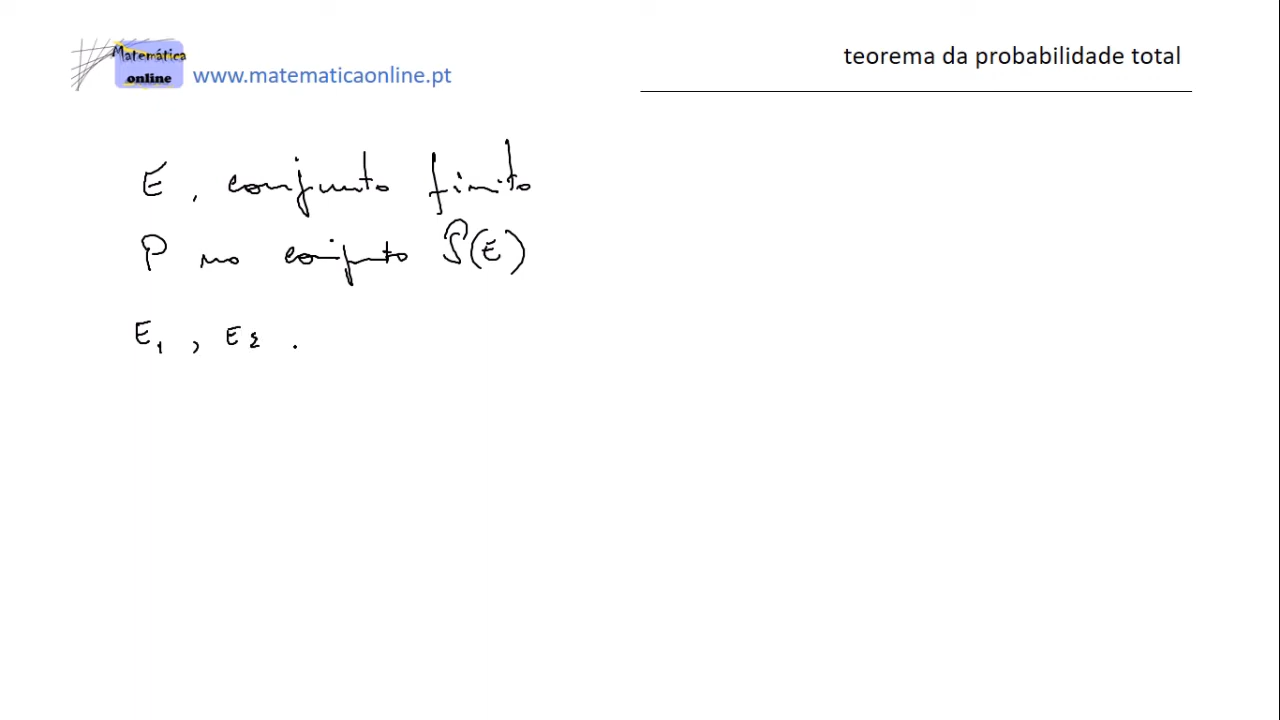 Matemática
online
www.matematicaonline.pt
teorema da probabilidade total
E, conjunto finito
P no conjunto P(E)
E₁, E₂ .